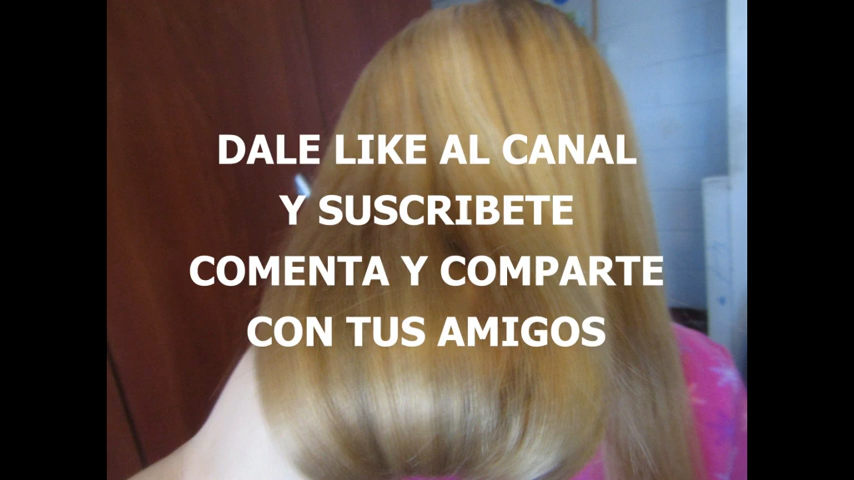 DALE LIKE AL CANAL
Y SUSCRIBETE
COMENTA Y COMPARTE
CON TUS AMIGOS